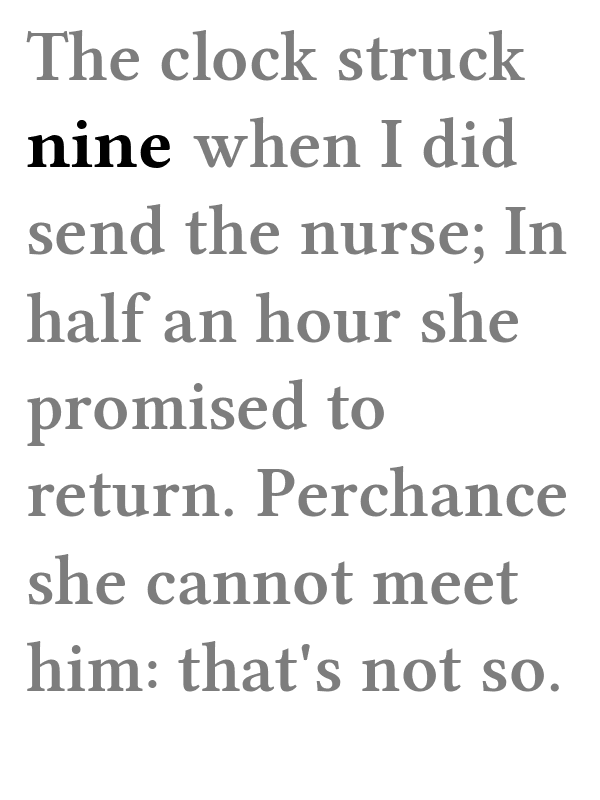 The clock struck
nine when I did
send the nurse; In
half an hour she
promised to
return. Perchance
she cannot meet
him: that's not so.